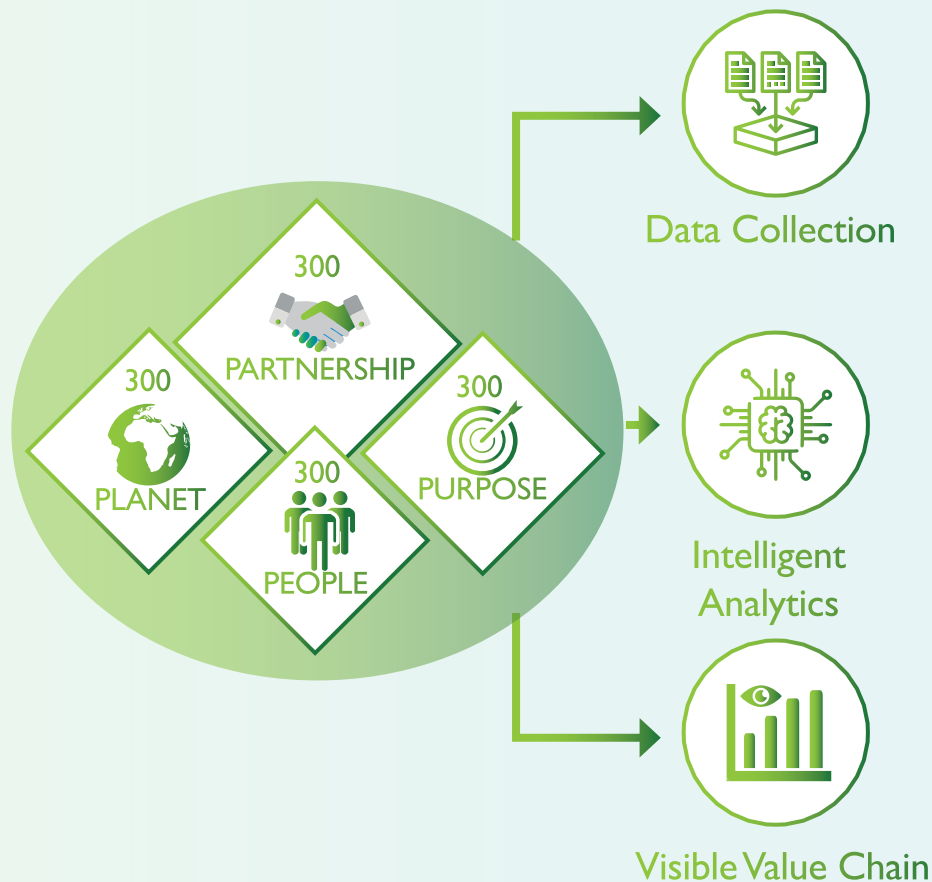 300
PARTNERSHIP
300
PLANET
300
PURPOSE
300
PEOPLE
Data Collection
Intelligent
Analytics
Visible Value Chain